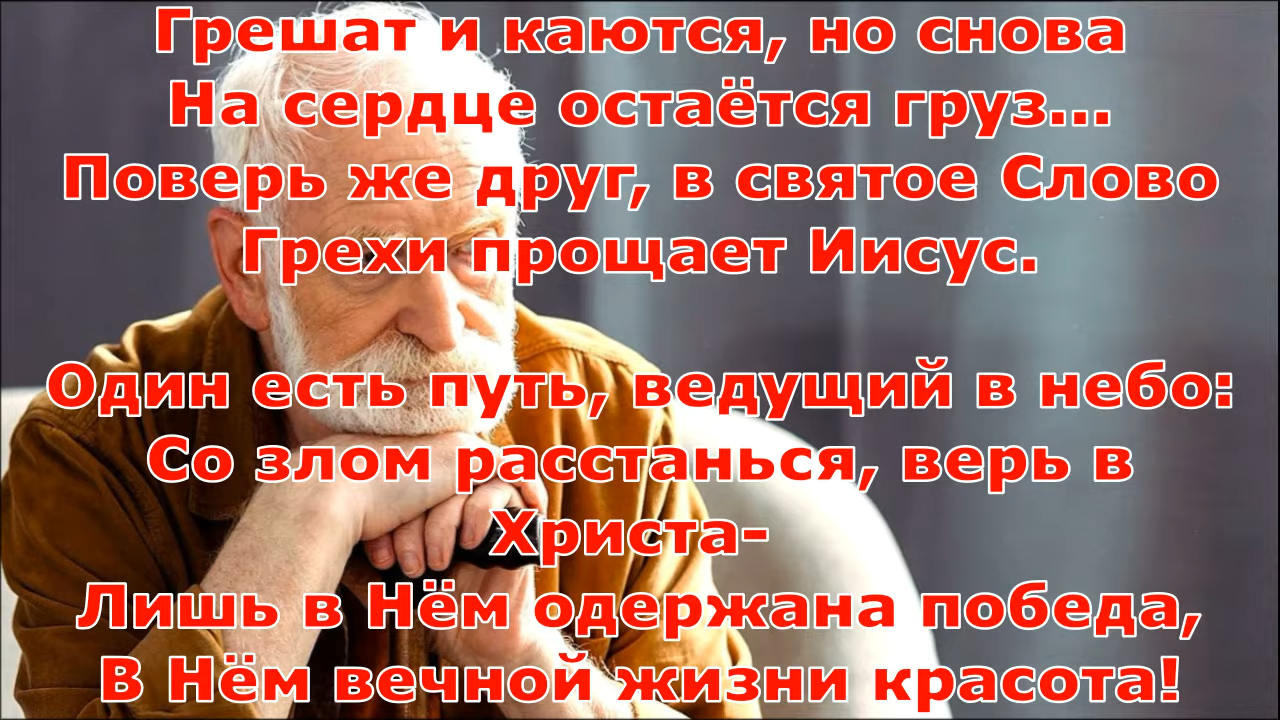 Грешат и каются, но снова
На сердце остаётся груз...
Поверь же друг, в святое Слово
Грехи прощает Иисус.
Один есть путь, ведущий в небо:
Со злом расстанься, верь в
Христа-
Лишь в Нём одержана победа,
В Нём вечной жизни красота!